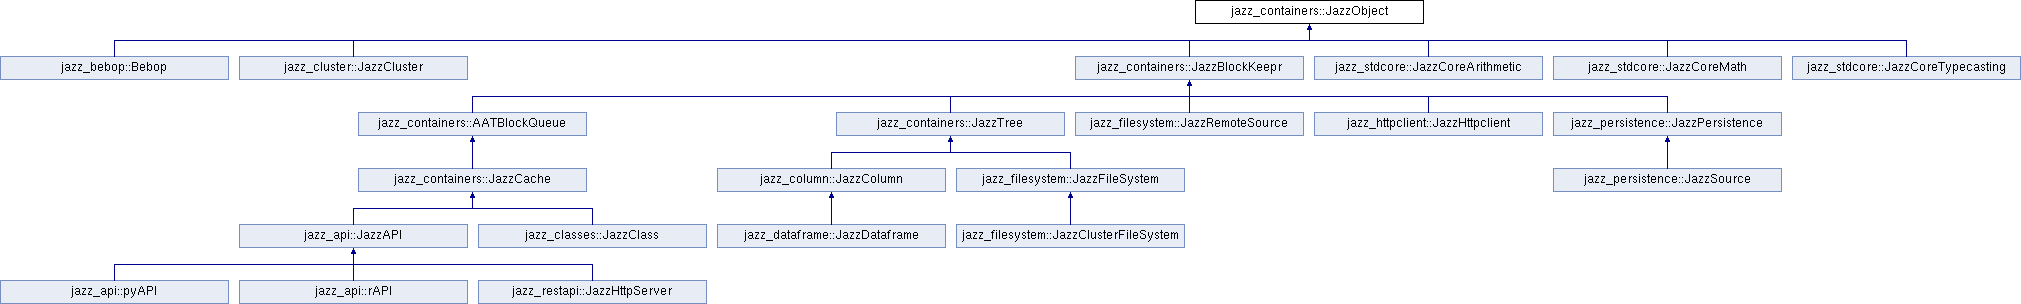 jazz_containers::JazzObject
jazz_bebop::Bebop
jazz_cluster::JazzCluster
jazz_containers::JazzBlockKeepr
jazz_stdcore::JazzCoreArithmetic
jazz_stdcore::JazzCoreMath
jazz_stdcore::JazzCoreTypecasting
jazz_containers::AATBlockQueue
jazz_containers::JazzTree
jazz_filesystem::JazzRemoteSource
jazz_httpclient::JazzHttpclient
jazz_persistence::JazzPersistence
jazz_containers::JazzCache
jazz_column::JazzColumn
jazz_filesystem::JazzFileSystem
jazz_persistence::JazzSource
jazz_api::JazzAPI
jazz_classes::JazzClass
jazz_dataframe::JazzDataframe
jazz_filesystem::JazzClusterFileSystem
jazz_api::pyAPI
jazz_api::rAPI
jazz_restapi::JazzHttpServer